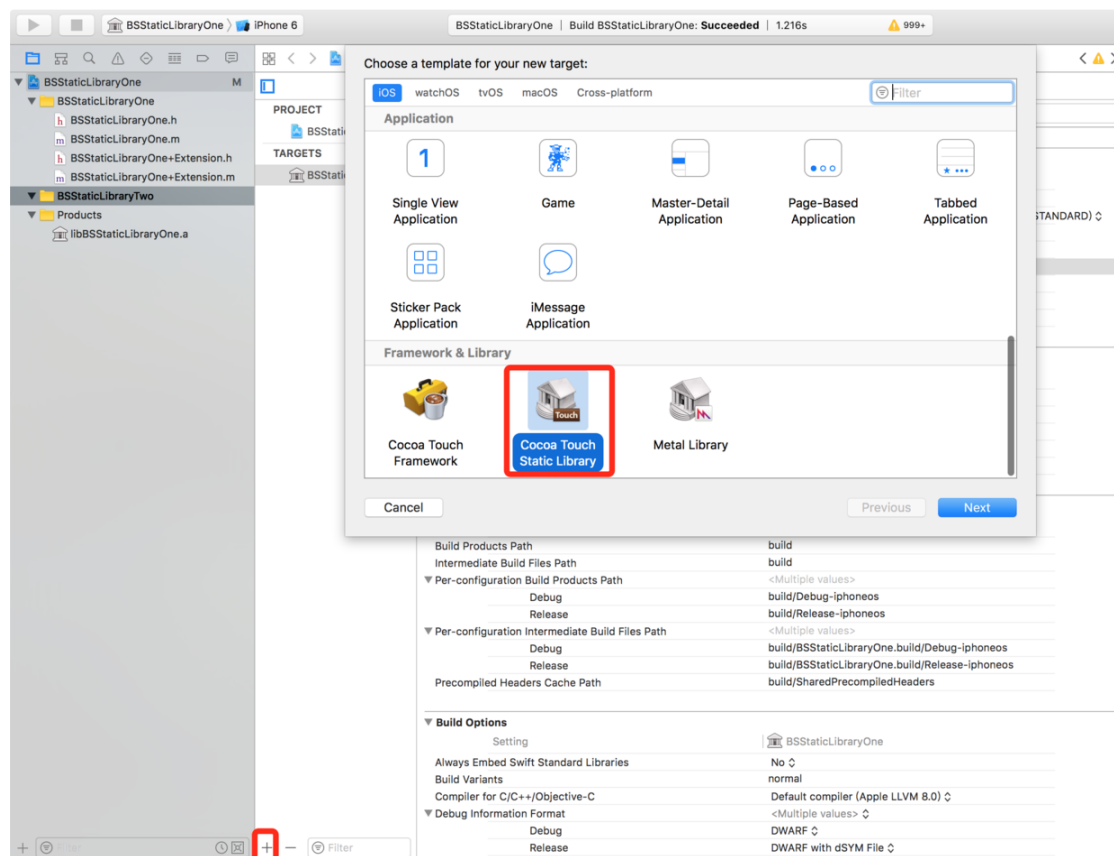 BSStaticLibraryOne
iPhone 6
BSStaticLibraryOne | Build BSStaticLibraryOne: Succeeded | 1.216s
999+
BSStaticLibraryOne
M
BSStaticLibraryOne
h BSStaticLibraryOne.h
m BSStaticLibraryOne.m
h BSStaticLibraryOne+Extension.h
m BSStaticLibraryOne+Extension.m
BSStaticLibraryTwo
Products
libBSStaticLibraryOne.a
PROJECT
BSStati
TARGETS
BSStati
Choose a template for your new target:
iOS watchOS tvOS macOS Cross-platform
Filter
Application
1
Single View
Application
Game
Master-Detail
Application
Page-Based
Application
Tabbed
Application
Sticker Pack
Application
iMessage
Application
Framework & Library
Cocoa Touch
Framework
Touch
Cocoa Touch
Static Library
Metal Library
Cancel
Previous
Next
STANDARD)
Build Products Path build
Intermediate Build Files Path build
Per-configuration Build Products Path <Multiple values>
Debug build/Debug-iphoneos
Release build/Release-iphoneos
Per-configuration Intermediate Build Files Path <Multiple values>
Debug build/BSStaticLibraryOne.build/Debug-iphoneos
Release build/BSStaticLibraryOne.build/Release-iphoneos
Precompiled Headers Cache Path build/SharedPrecompiledHeaders
Build Options
Setting BSStaticLibraryOne
Always Embed Swift Standard Libraries No
Build Variants normal
Compiler for C/C++/Objective-C Default compiler (Apple LLVM 8.0)
Debug Information Format <Multiple values>
Debug DWARF
Release DWARF with dSYM File
Filter
Filter